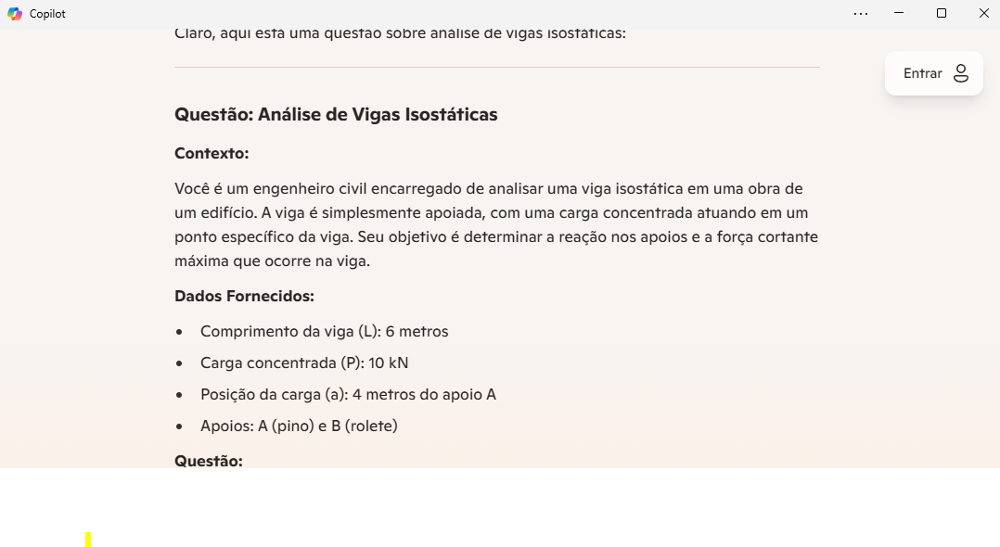 Copilot
Claro, aqui está uma questão sobre análise de vigas isostáticas:
Entrar
Questão: Análise de Vigas Isostáticas
Contexto:
Você é um engenheiro civil encarregado de analisar uma viga isostática em uma obra de
um edifício. A viga é simplesmente apoiada, com uma carga concentrada atuando em um
ponto específico da viga. Seu objetivo é determinar a reação nos apoios e a força cortante
máxima que ocorre na viga.
Dados Fornecidos:
• Comprimento da viga (L): 6 metros
• Carga concentrada (P): 10 kN
• Posição da carga (a): 4 metros do apoio A
• Apoios: A (pino) e B (rolete)
Questão: